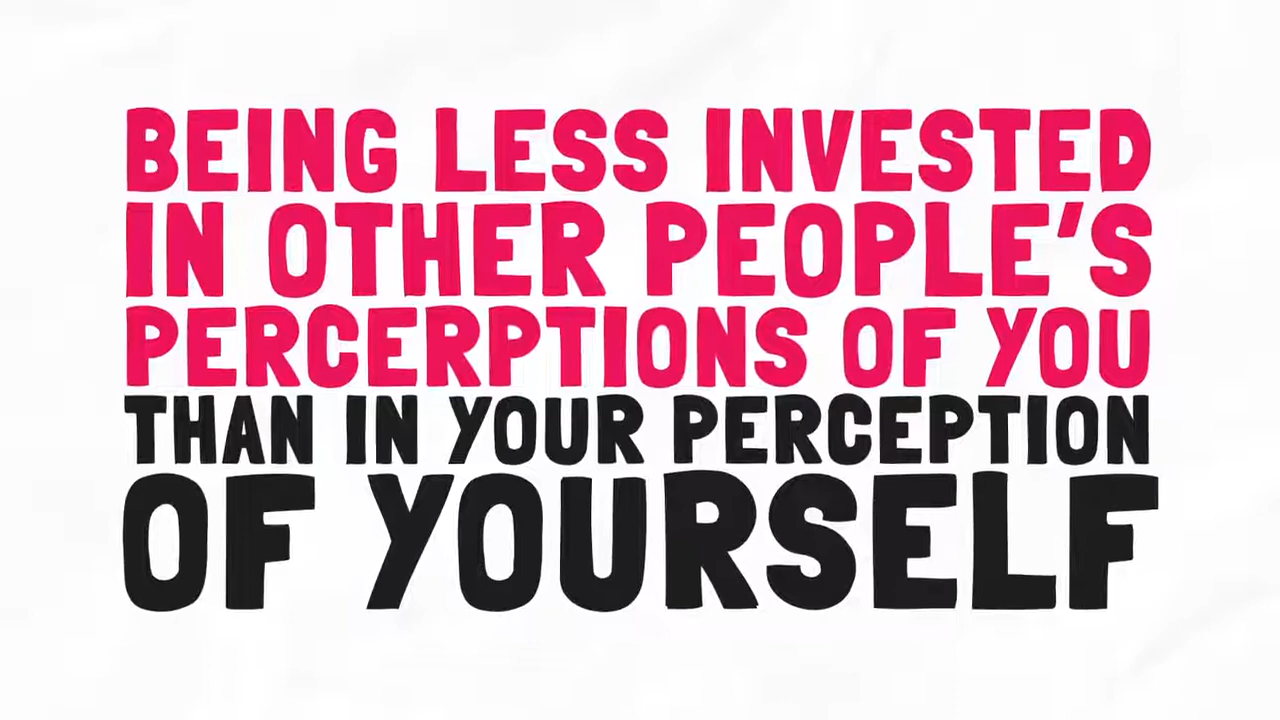 BEING LESS INVESTED
IN OTHER PEOPLE'S
PERCERPTIONS OF YOU
THAN IN YOUR PERCEPTION
OF YOURSELF